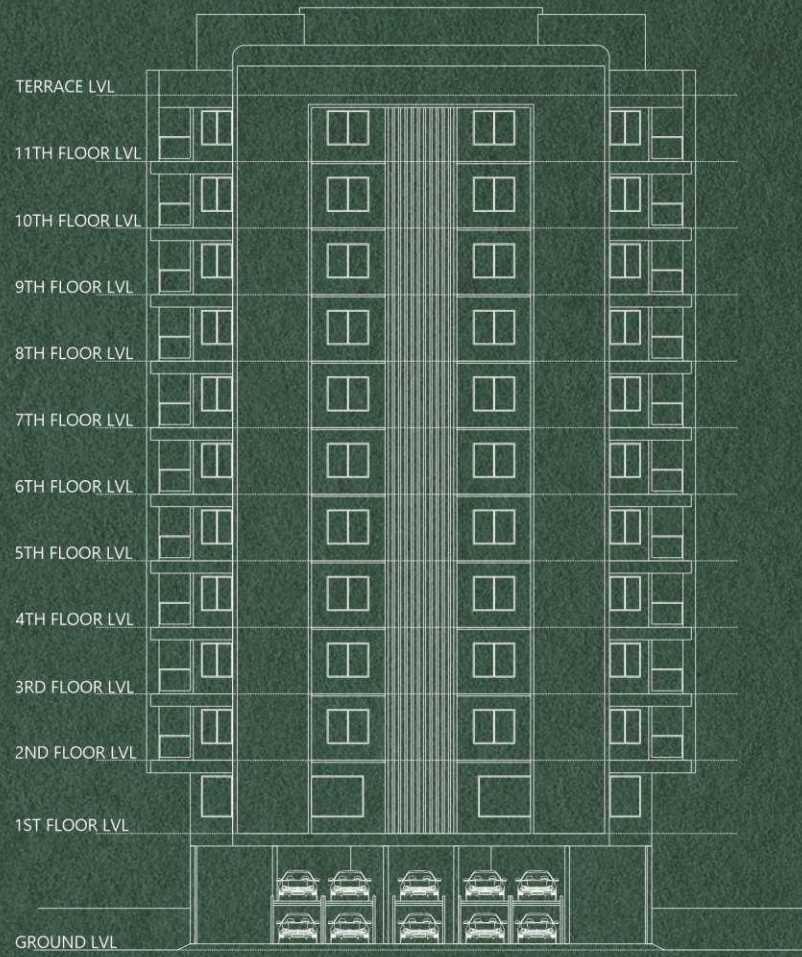 TERRACE LVL
11TH FLOOR LVL
10TH FLOOR LVL
9TH FLOOR LVL
8TH FLOOR LVL
7TH FLOOR LVL
6TH FLOOR LVL
5TH FLOOR LVL
4TH FLOOR LVL
3RD FLOOR LVL
2ND FLOOR LVL
1ST FLOOR LVL
GROUND LVL